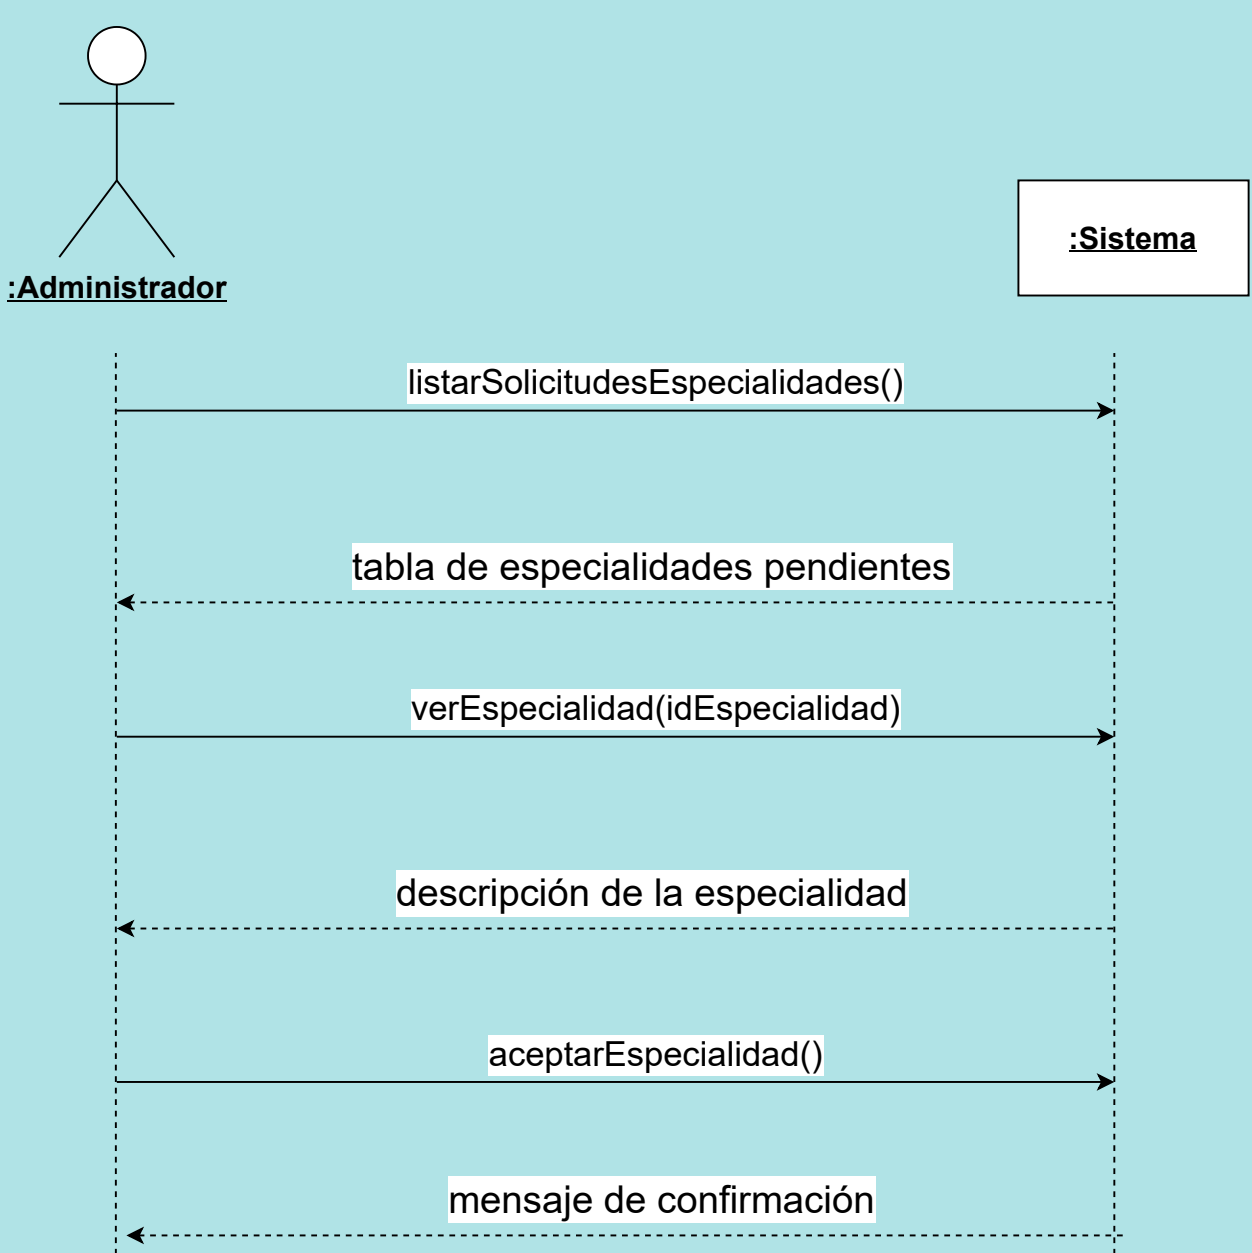 :Administrador
:Sistema
listarSolicitudesEspecialidades()
tabla de especialidades pendientes
verEspecialidad(idEspecialidad)
descripción de la especialidad
aceptarEspecialidad()
mensaje de confirmación